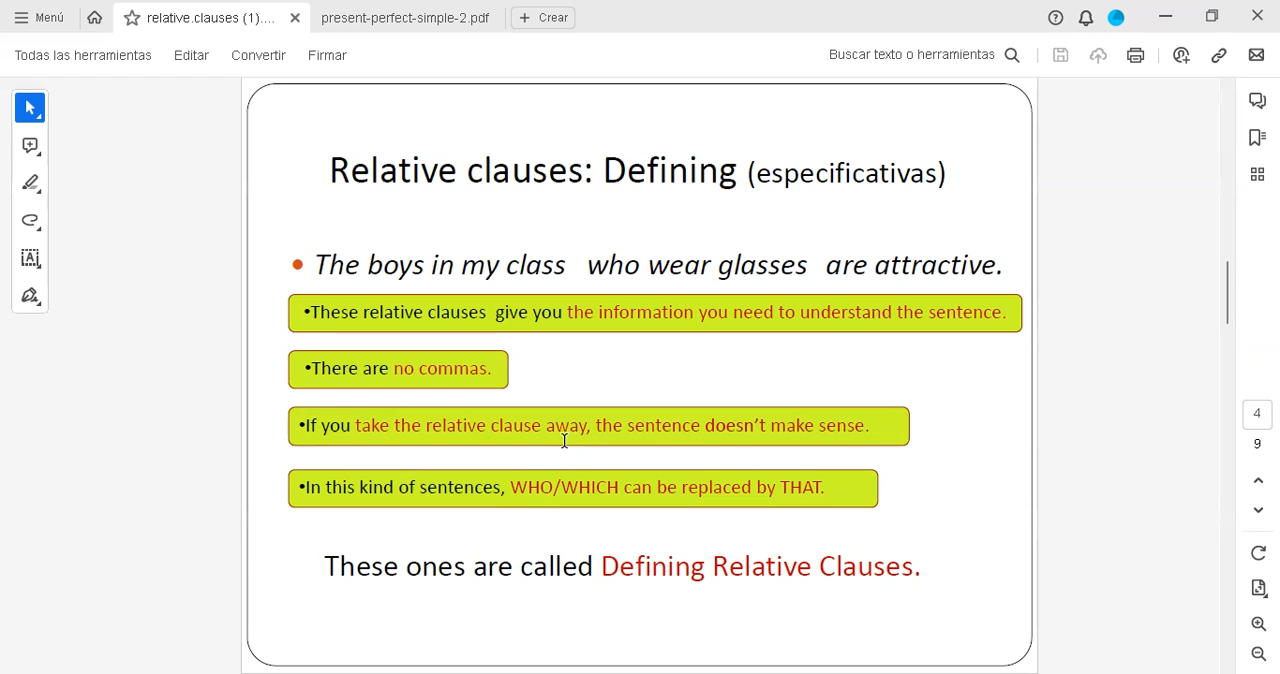 Menú
relative.clauses (1)....
present-perfect-simple-2.pdf
Crear
Todas las herramientas
Editar
Convertir
Firmar
Buscar texto o herramientas
Relative clauses: Defining (especificativas)
• The boys in my class who wear glasses are attractive.
•These relative clauses give you the information you need to understand the sentence.
•There are no commas.
•If you take the relative clause away, the sentence doesn't make sense.
•In this kind of sentences, WHO/WHICH can be replaced by THAT.
These ones are called Defining Relative Clauses.
4
9